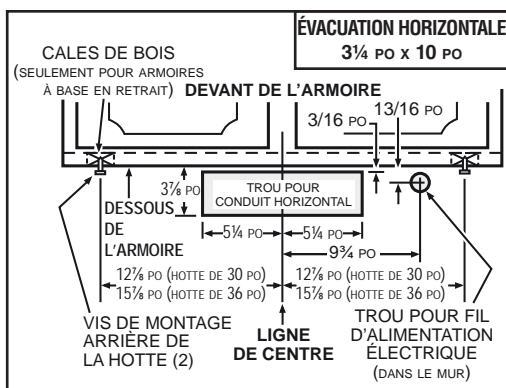 ÉVACUATION HORIZONTALE
3¼ PO X 10 PO
CALES DE BOIS
(SEULEMENT POUR ARMOIRES
À BASE EN RETRAIT)
DEVANT DE L'ARMOIRE
3/16 PO
13/16 PO
3⅞ PO
TROU POUR
CONDUIT HORIZONTAL
DESSOUS
DE
L'ARMOIRE
5¼ PO
5¼ PO
9¾ PO
12⅞ PO (HOTTE DE 30 PO)
15⅞ PO (HOTTE DE 36 PO)
12⅞ PO (HOTTE DE 30 PO)
15⅞ PO (HOTTE DE 36 PO)
VIS DE MONTAGE
ARRIÈRE DE
LA HOTTE (2)
LIGNE
DE CENTRE
TROU POUR FIL
D'ALIMENTATION
ÉLECTRIQUE
(DANS LE MUR)